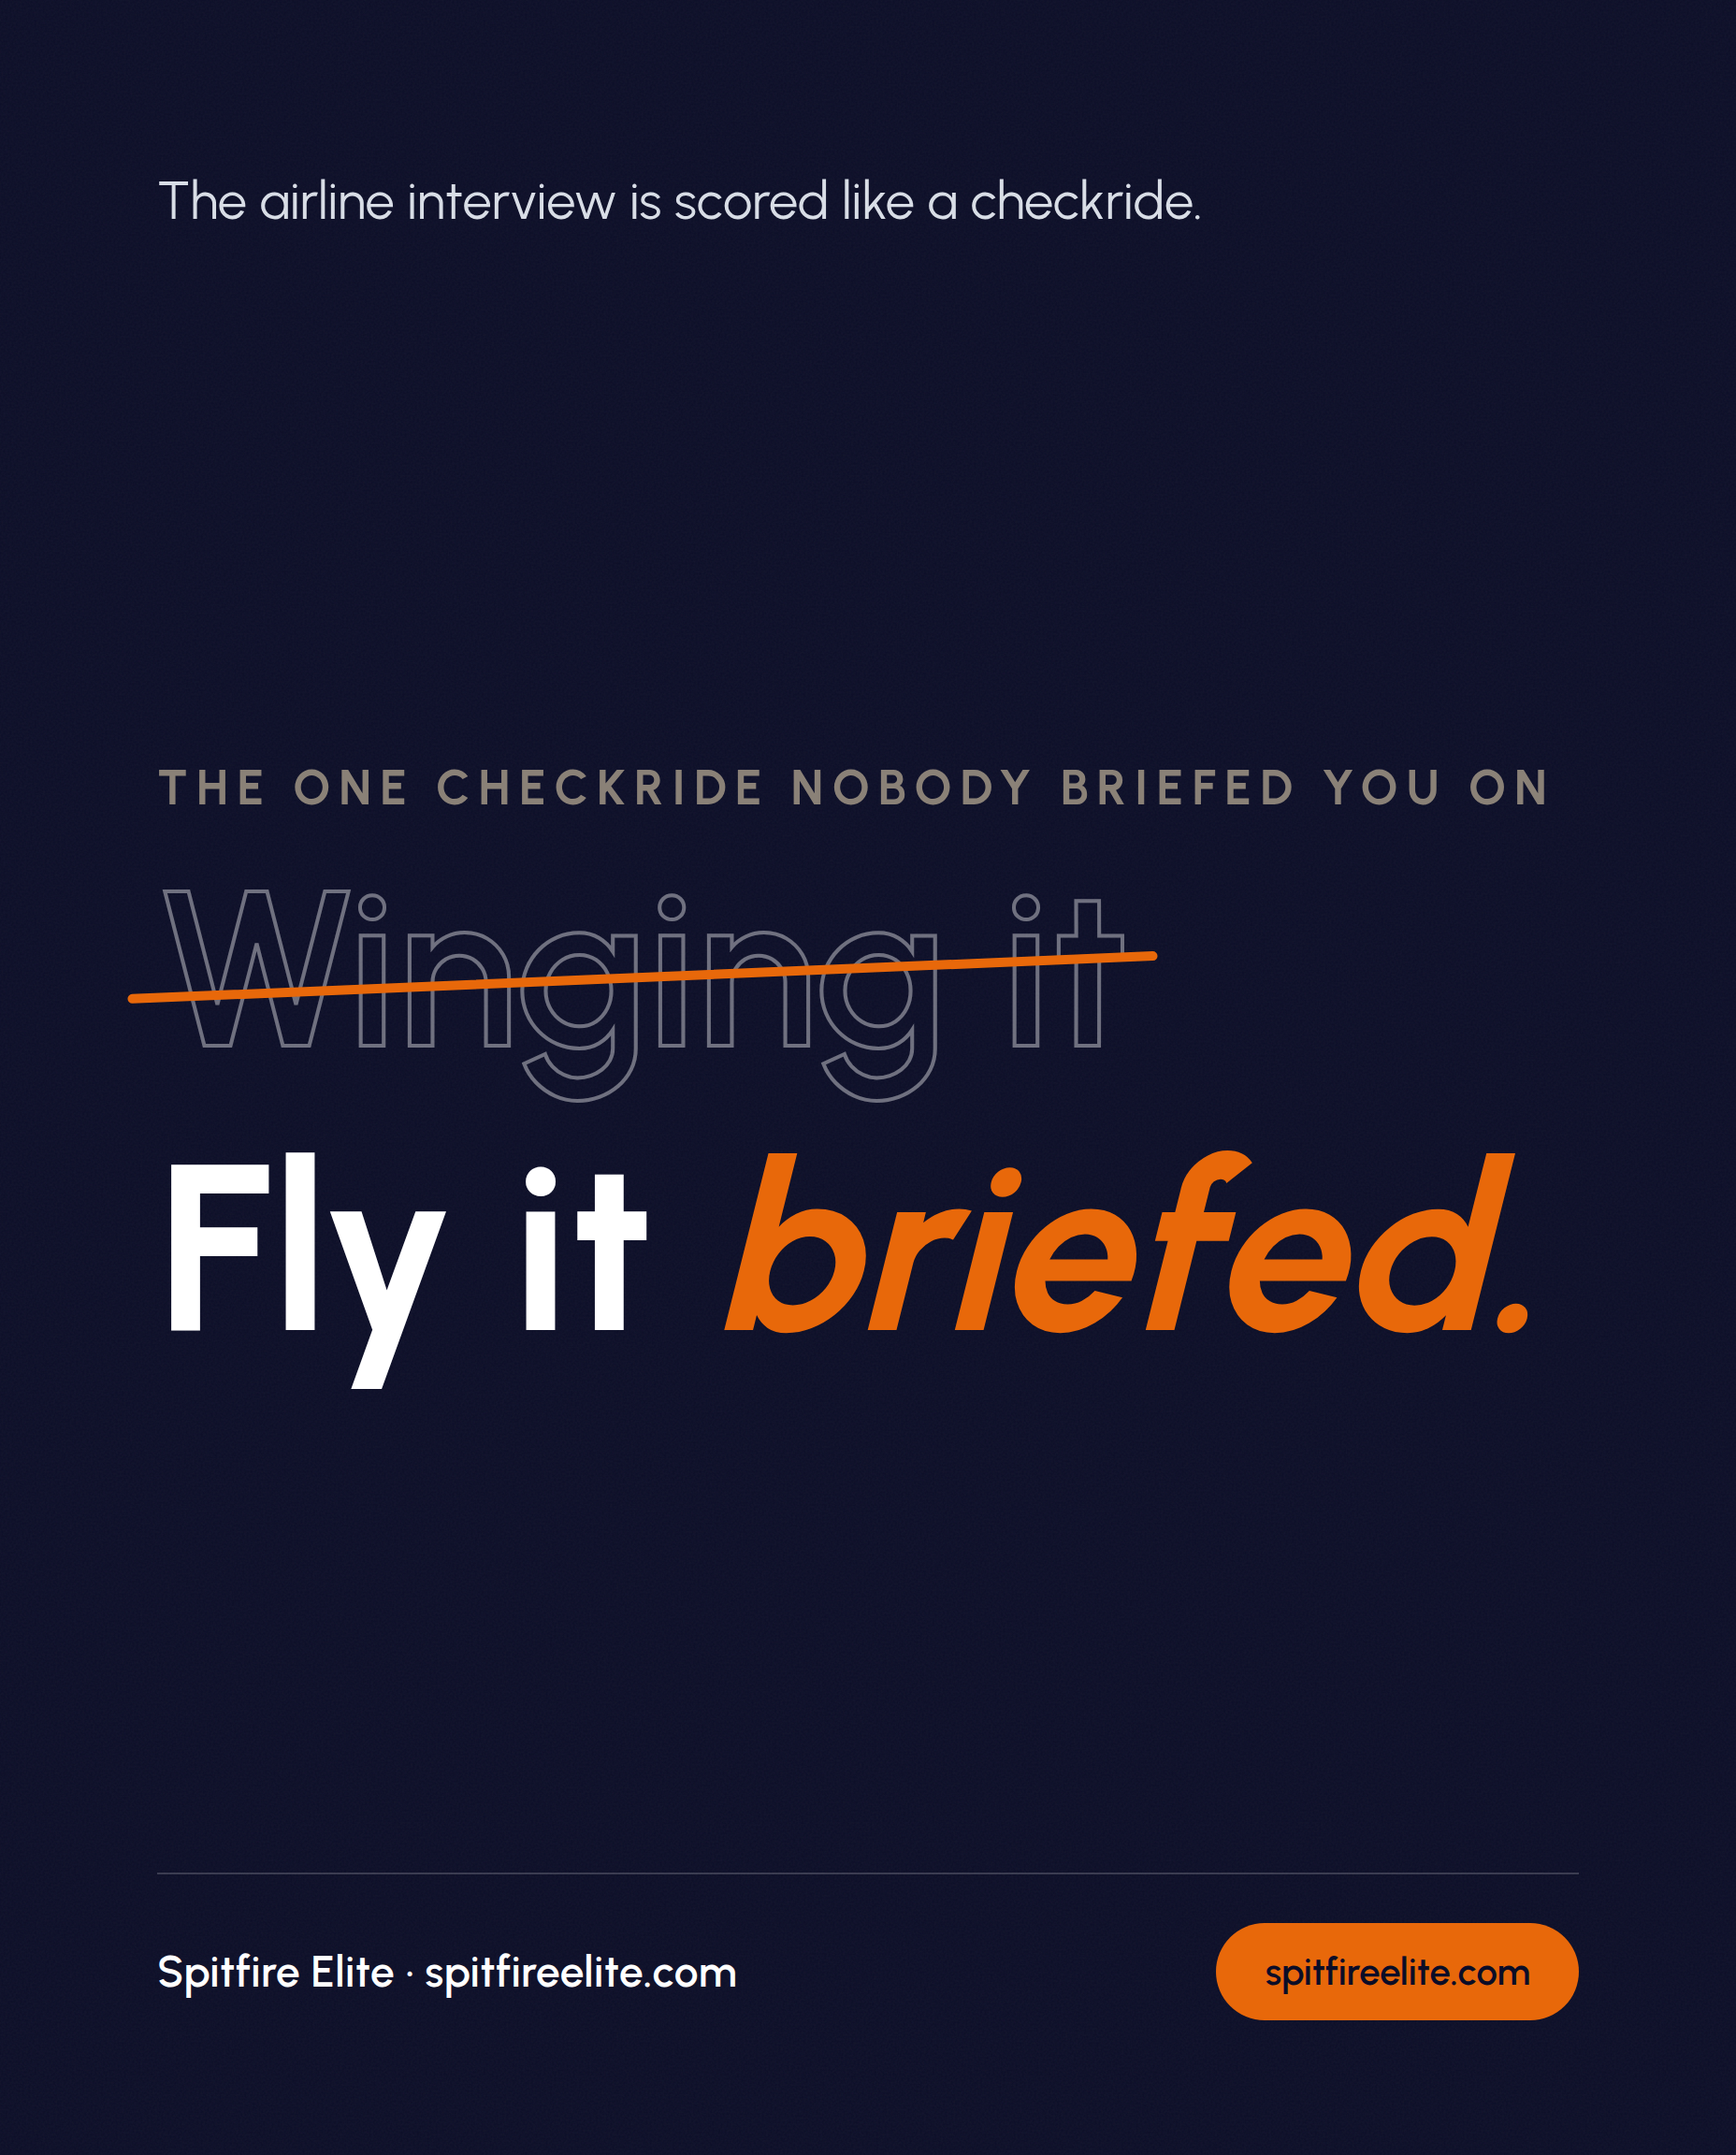 The airline interview is scored like a checkride.
THE ONE CHECKRIDE NOBODY BRIEFED YOU ON
Winging it
Fly it briefed.
Spitfire Elite · spitfireelite.com
spitfireelite.com